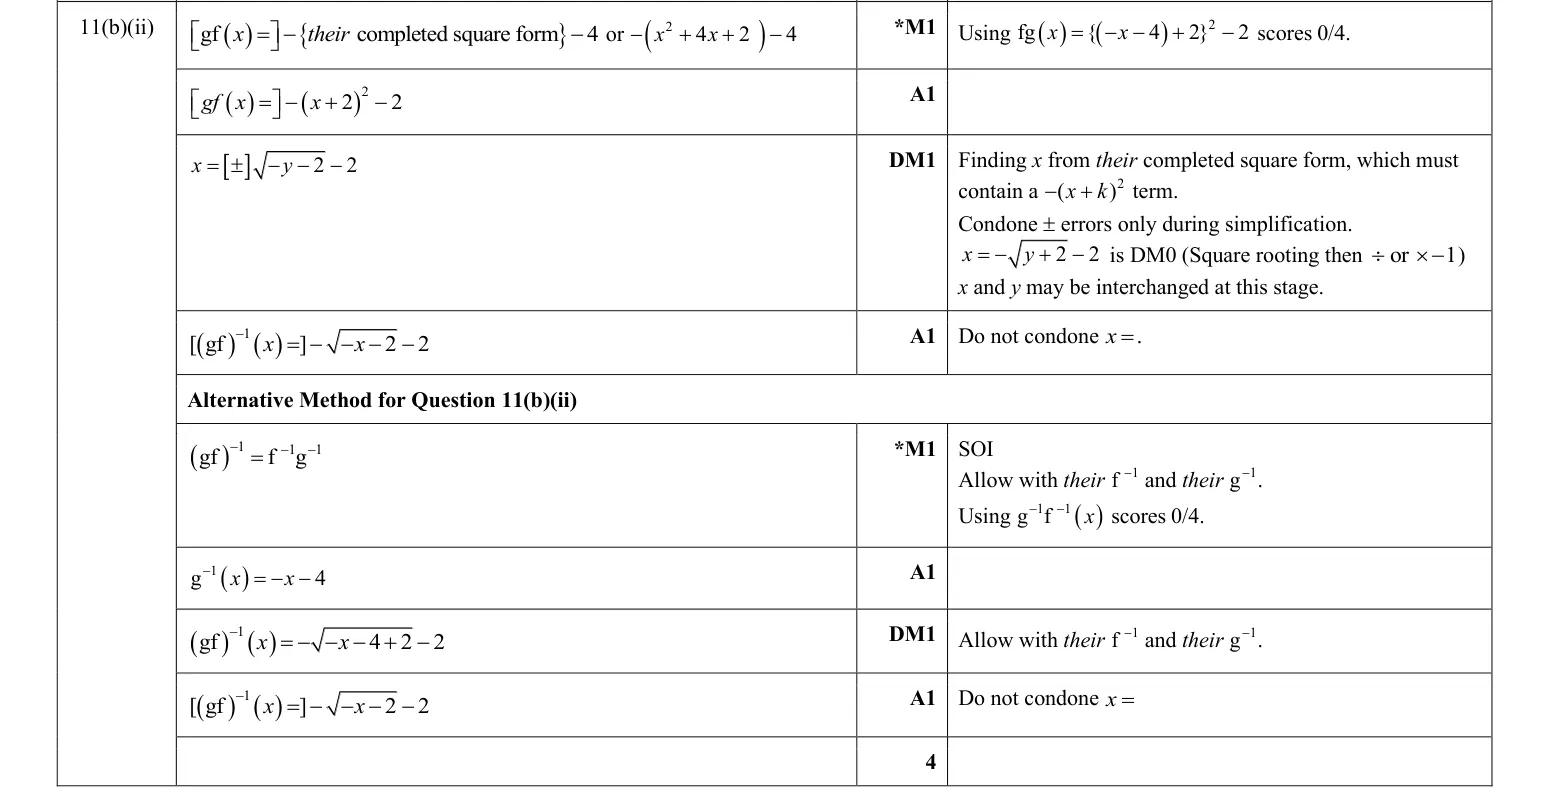 11(b)(ii) [gf(x)=]−{their completed square form}−4 or −(x²+4x+2)−4 *M1 Using fg(x)={(−x−4)+2}²−2 scores 0/4.
[gf(x)=]−(x+2)²−2 A1
x=[±]√(−y−2)−2 DM1 Finding x from their completed square form, which must
contain a −(x+k)² term.
Condone ± errors only during simplification.
x=−√(y+2)−2 is DM0 (Square rooting then ÷ or ×−1)
x and y may be interchanged at this stage.
[(gf)⁻¹(x)=]−√(−x−2)−2 A1 Do not condone x=.
Alternative Method for Question 11(b)(ii)
(gf)⁻¹=f⁻¹g⁻¹ *M1 SOI
Allow with their f⁻¹ and their g⁻¹.
Using g⁻¹f⁻¹(x) scores 0/4.
g⁻¹(x)=−x−4 A1
(gf)⁻¹(x)=−√(−x−4+2)−2 DM1 Allow with their f⁻¹ and their g⁻¹.
[(gf)⁻¹(x)=]−√(−x−2)−2 A1 Do not condone x=
4